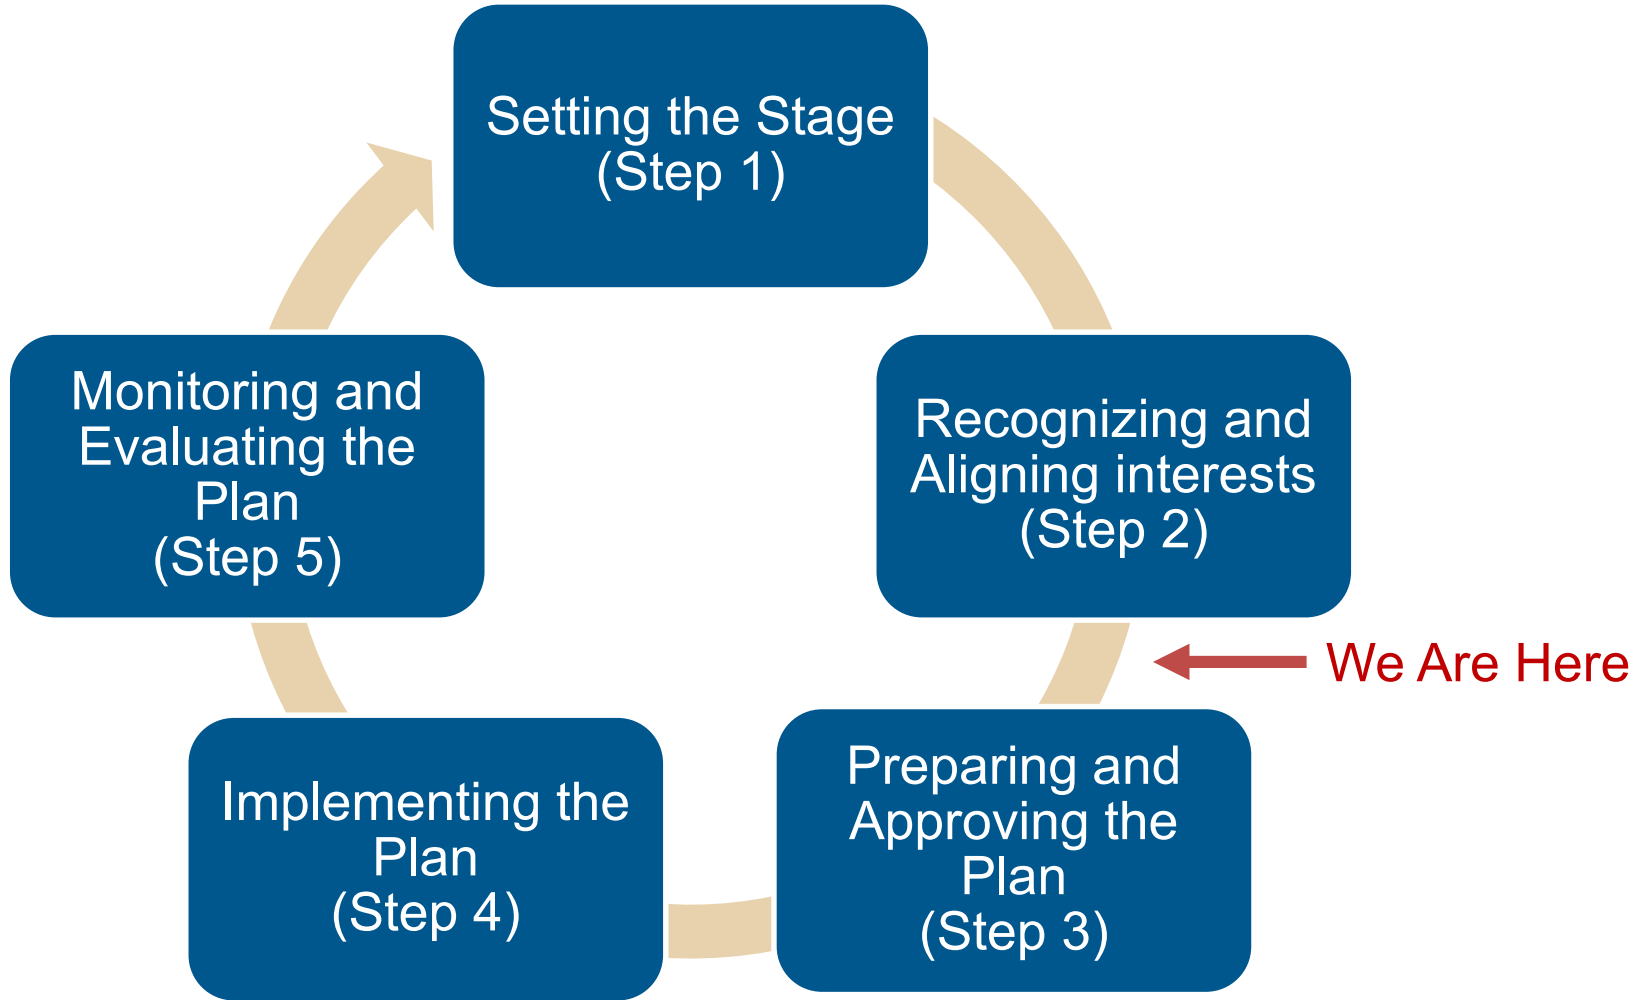 Setting the Stage
(Step 1)
Recognizing and
Aligning interests
(Step 2)
We Are Here
Preparing and
Approving the
Plan
(Step 3)
Implementing the
Plan
(Step 4)
Monitoring and
Evaluating the
Plan
(Step 5)